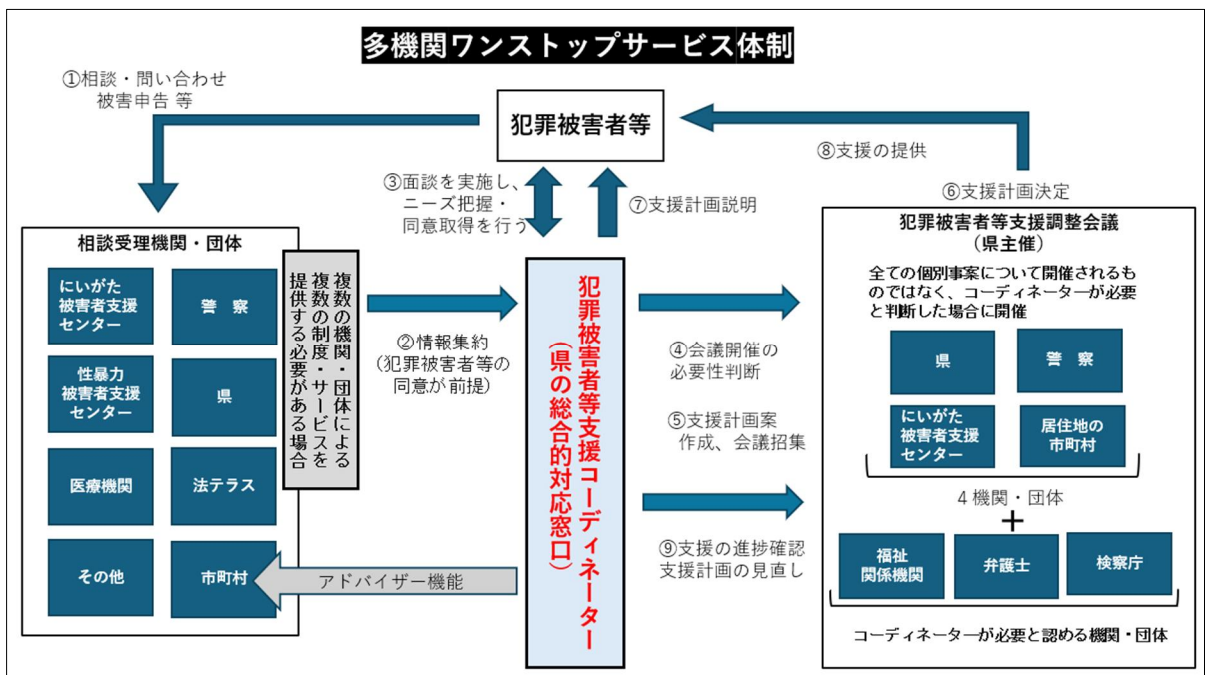 多機関ワンストップサービス体制
①相談・問い合わせ
被害申告 等
犯罪被害者等
③面談を実施し、
ニーズ把握・
同意取得を行う
⑦支援計画説明
⑧支援の提供
⑥支援計画決定
相談受理機関・団体
にいがた
被害者支援
センター
警 察
性暴力
被害者支援
センター
県
医療機関
法テラス
その他
市町村
複数の機関・団体による
複数の制度・サービスを
提供する必要がある場合
②情報集約
(犯罪被害者等の
同意が前提)
アドバイザー機能
犯罪被害者等支援コーディネーター
(県の総合的対応窓口)
④会議開催の
必要性判断
⑤支援計画案
作成、会議招集
⑨支援の進捗確認
支援計画の見直し
犯罪被害者等支援調整会議
(県主催)
全ての個別事案について開催されるも
のではなく、コーディネーターが必要
と判断した場合に開催
県
警 察
にいがた
被害者支援
センター
居住地の
市町村
4機関・団体
+
福祉
関係機関
弁護士
検察庁
コーディネーターが必要と認める機関・団体